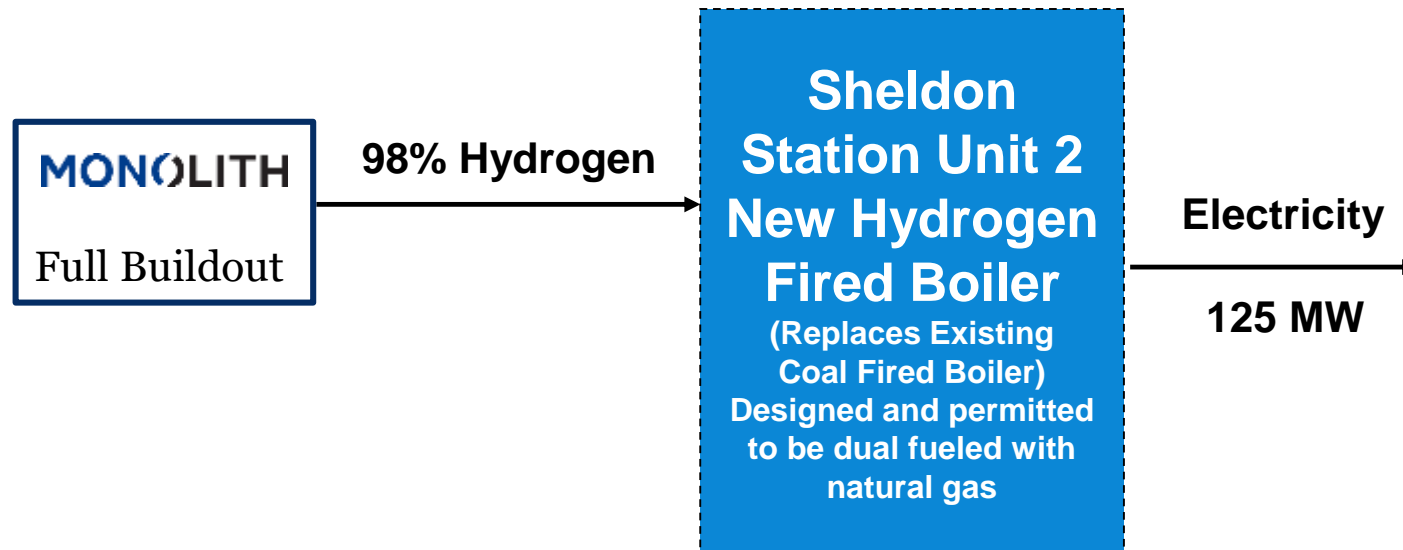 MONOLITH
Full Buildout
98% Hydrogen
Sheldon
Station Unit 2
New Hydrogen
Fired Boiler
(Replaces Existing
Coal Fired Boiler)
Designed and permitted
to be dual fueled with
natural gas
Electricity
125 MW